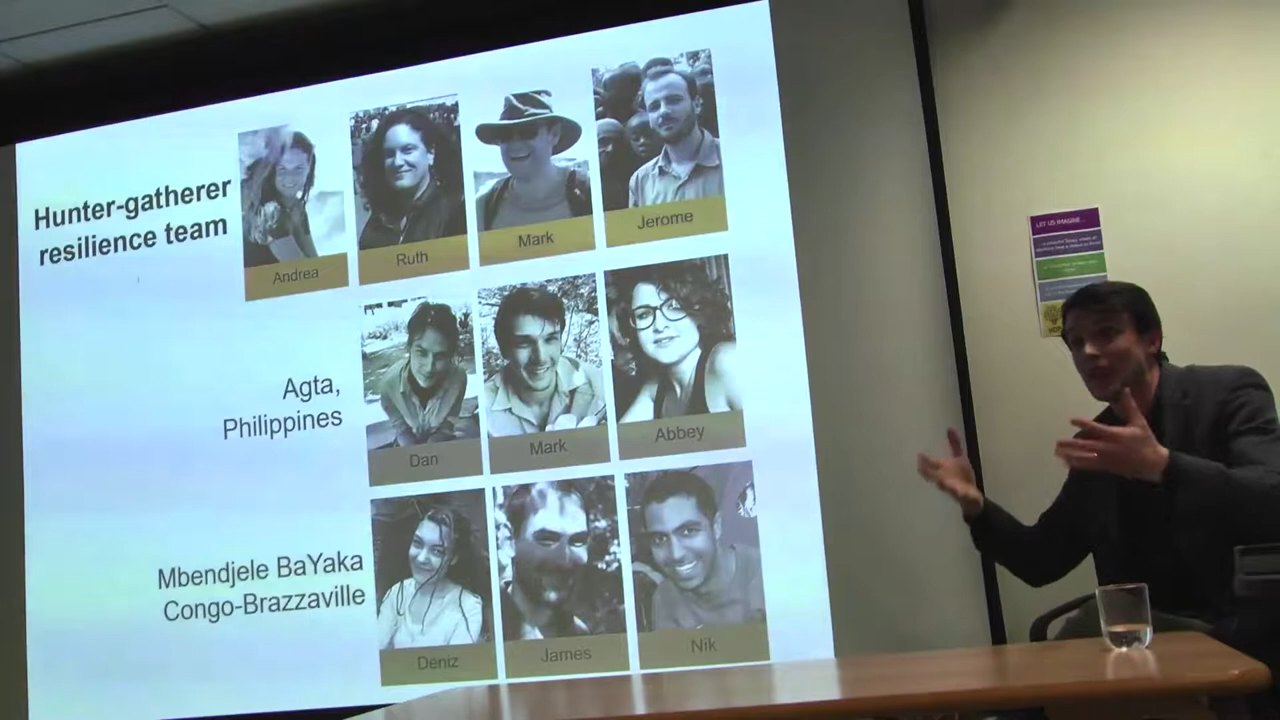 Hunter-gatherer
resilience team
Andrea
Ruth
Mark
Jerome
Agta,
Philippines
Dan
Mark
Abbey
Mbendjele BaYaka
Congo-Brazzaville
Deniz
James
Nik
LET US IMAGINE...